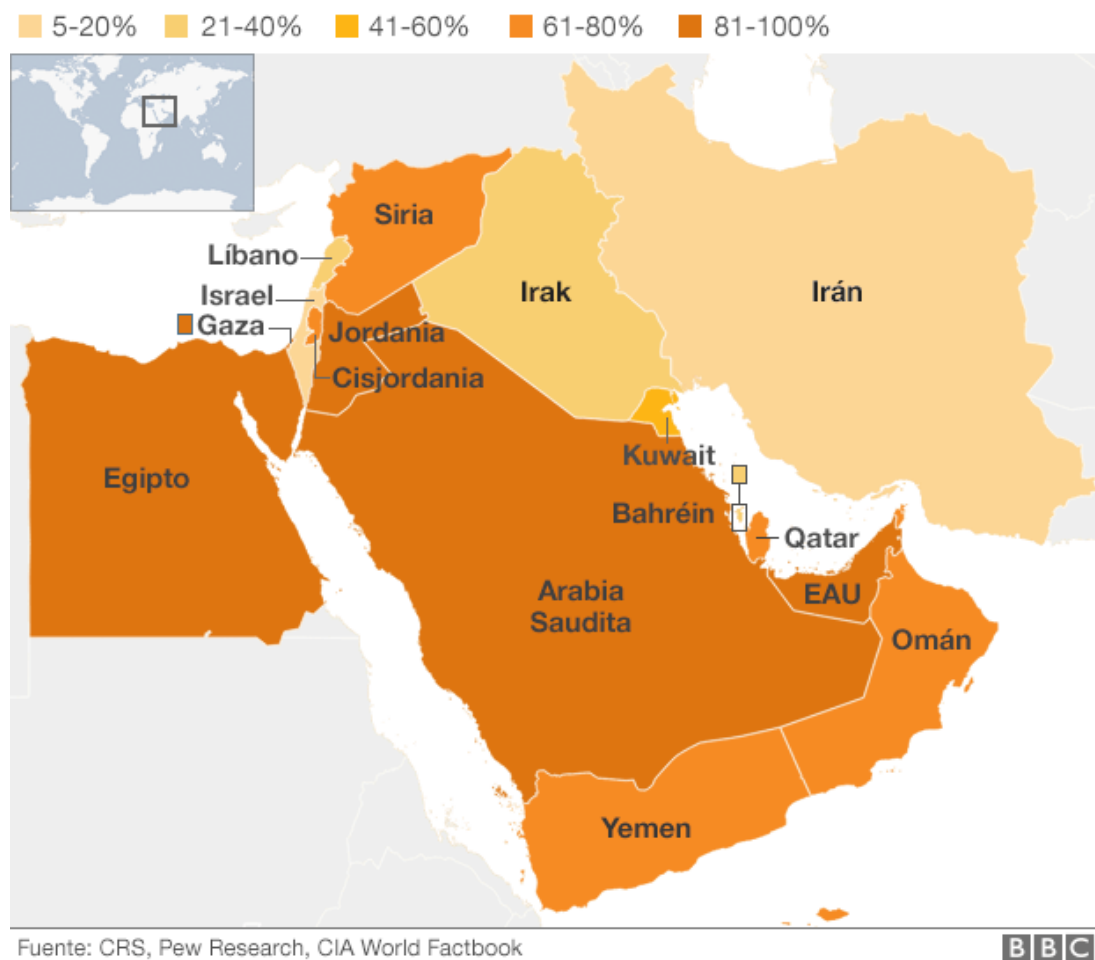 5-20% 21-40% 41-60% 61-80% 81-100%
Siria
Líbano
Israel
Irak
Irán
Gaza
Jordania
Cisjordania
Kuwait
Egipto
Bahréin
Qatar
Arabia
Saudita
EAU
Omán
Yemen
Fuente: CRS, Pew Research, CIA World Factbook
BBC